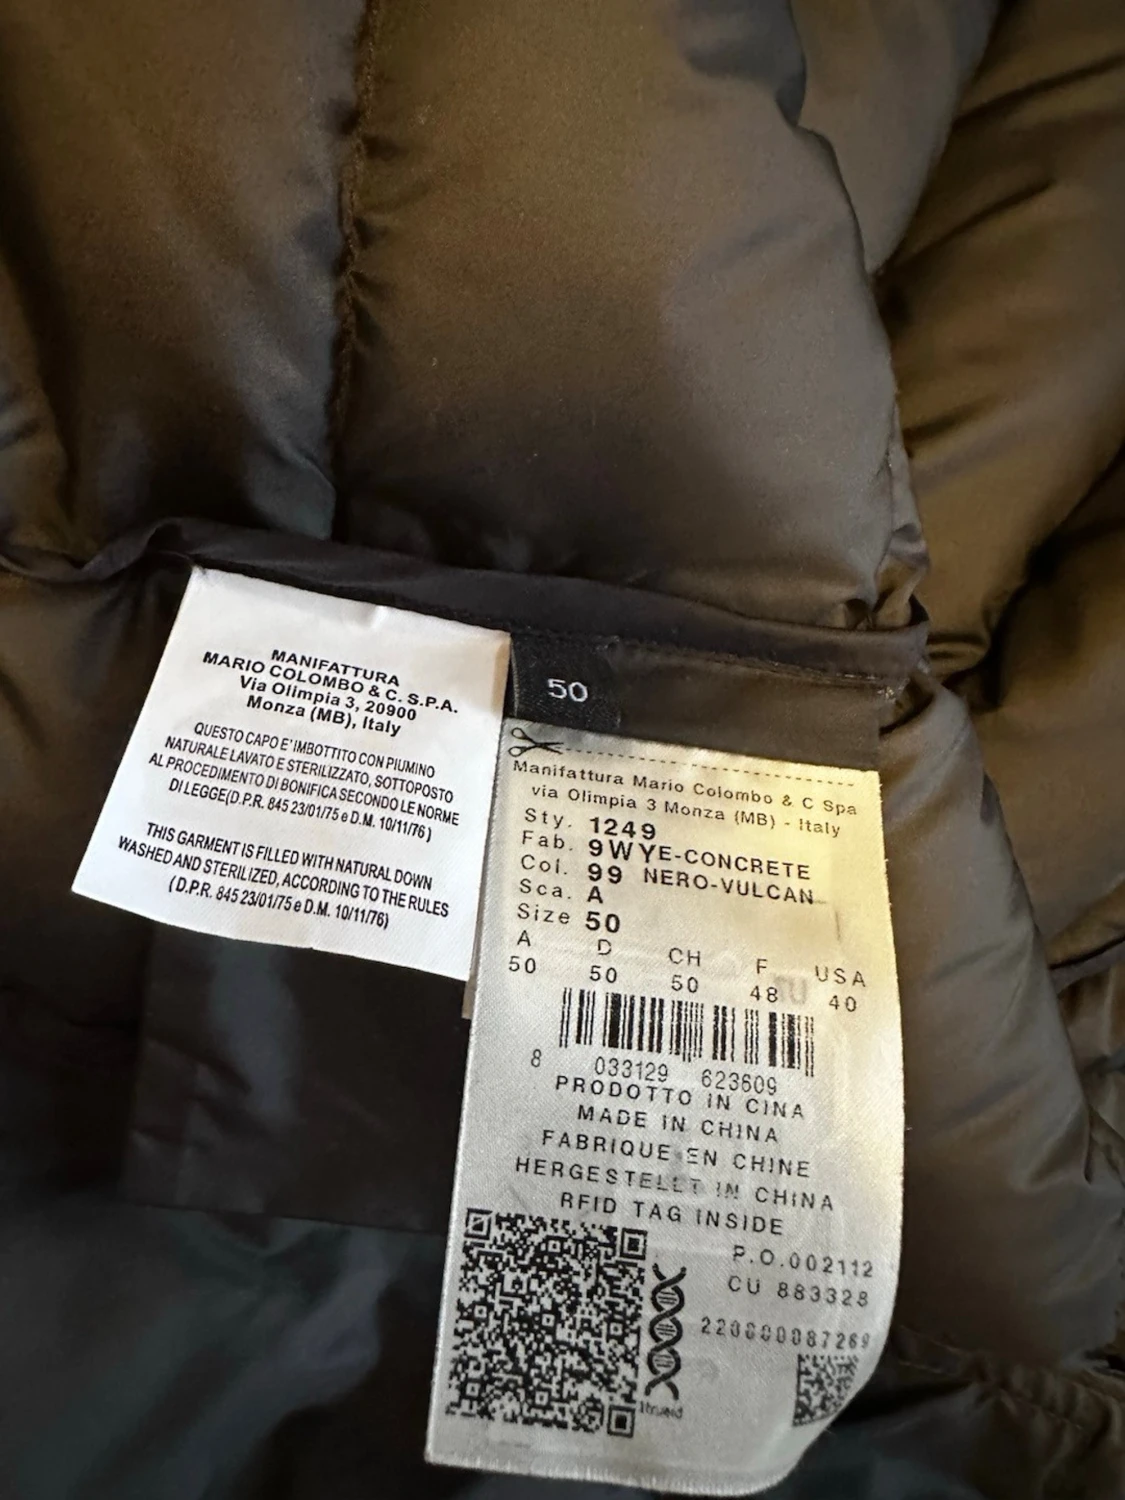 MANIFATTURA
MARIO COLOMBO & C. S.P.A.
Via Olimpia 3, 20900
Monza (MB), Italy
QUESTO CAPO E' IMBOTTITO CON PIUMINO
NATURALE LAVATO E STERILIZZATO, SOTTOPOSTO
AL PROCEDIMENTO DI BONIFICA SECONDO LE NORME
DI LEGGE(D.P.R. 845 23/01/75 e D.M. 10/11/76)
THIS GARMENT IS FILLED WITH NATURAL DOWN
WASHED AND STERILIZED, ACCORDING TO THE RULES
(D.P.R. 845 23/01/75 e D.M. 10/11/76)
50
Manifattura Mario Colombo & C Spa
via Olimpia 3 Monza (MB) - Italy
Sty. 1249
Fab. 9WYE-CONCRETE
Col. 99 NERO-VULCAN
Sca. A
Size 50
A D CH F USA
50 50 50 48 40
8 033129 623609
PRODOTTO IN CINA
MADE IN CHINA
FABRIQUE EN CHINE
HERGESTELLT IN CHINA
RFID TAG INSIDE
P.O.002112
CU 883328
1trueid